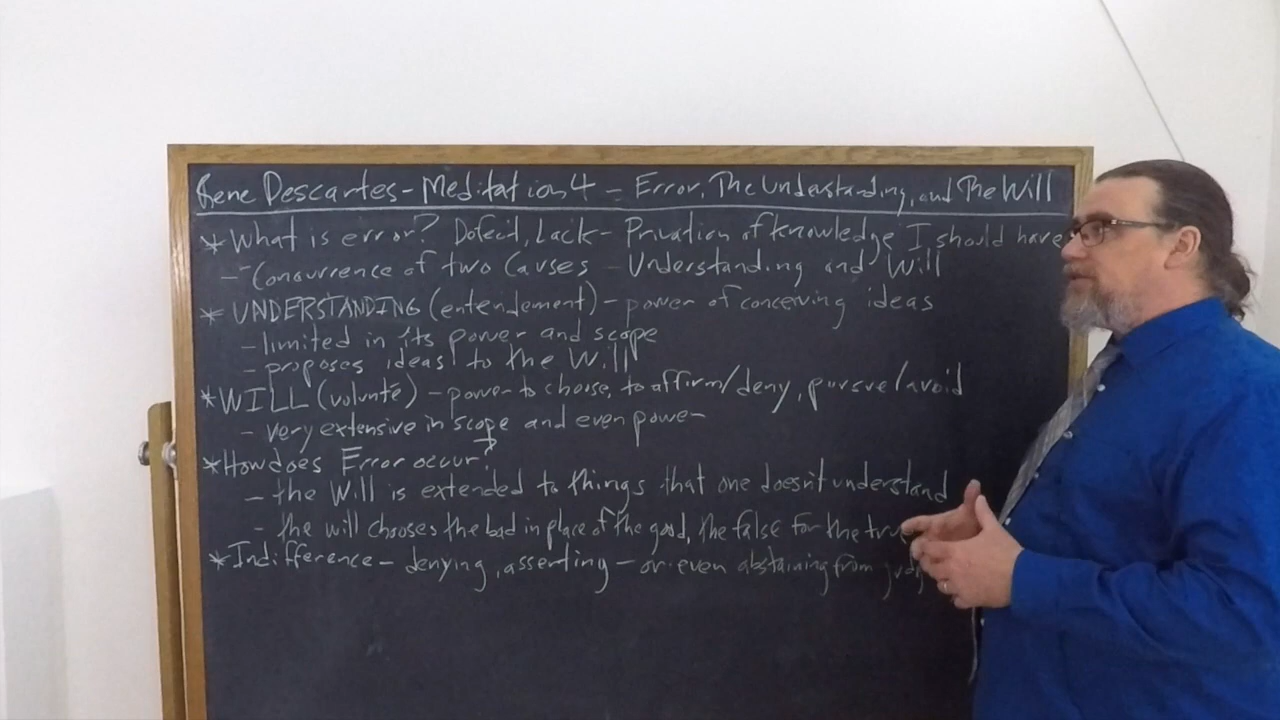 Rene Descartes - Meditation 4 - Error, The Understanding, and The Will
* What is error? Defect, Lack - Privation of knowledge I should have
- Concurrence of two Causes - Understanding and Will
* UNDERSTANDING (entendement) - power of conceiving ideas
- limited in its power and scope
- proposes ideas to the Will
* WILL (volunté) - power to choose, to affirm/deny, pursue/avoid
- very extensive in scope and even power
* How does Error occur?
- the Will is extended to things that one doesn't understand
- the will chooses the bad in place of the good, the false for the true
* Indifference - denying, asserting - or even abstaining from